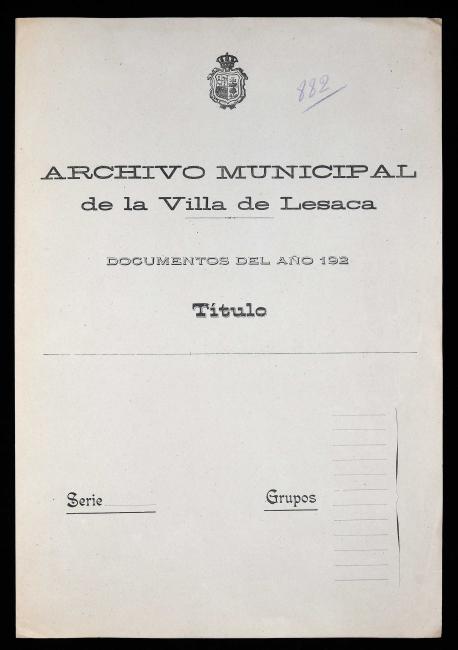 882
ARCHIVO MUNICIPAL
de la Villa de Lesaca
DOCUMENTOS DEL AÑO 192
Título
Serie
Grupos